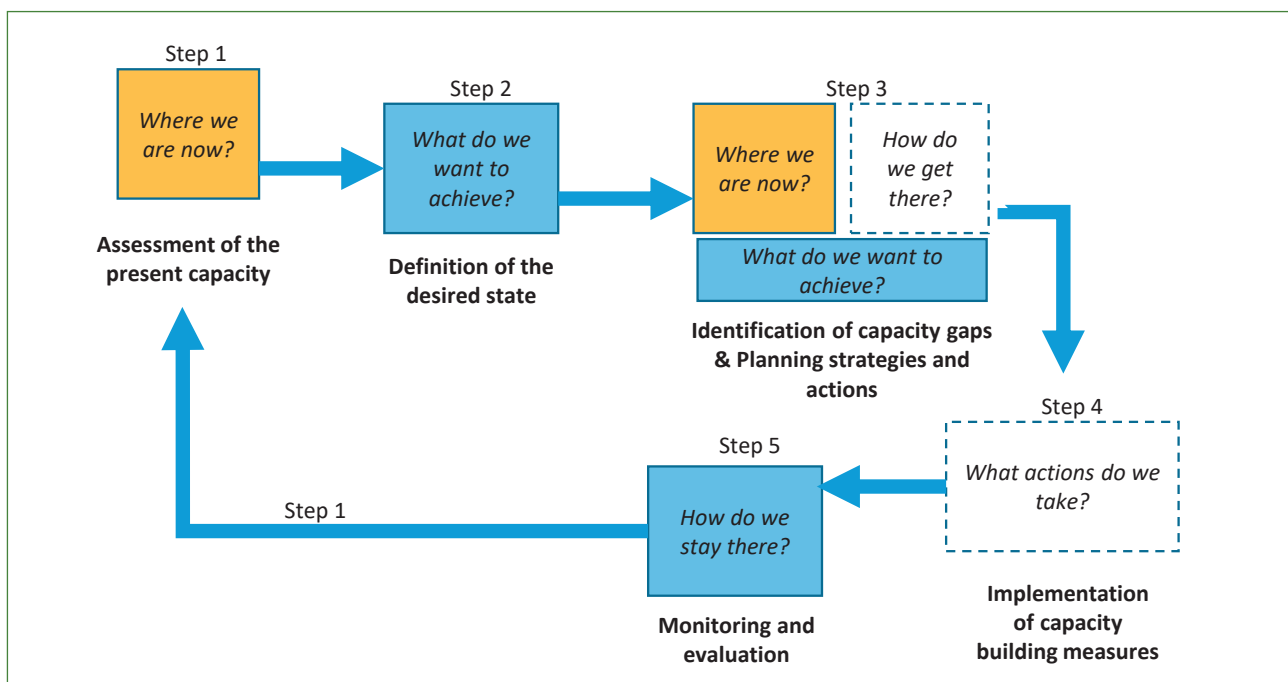 Step 1
Where we
are now?
Assessment of the
present capacity
Step 2
What do we
want to
achieve?
Definition of the
desired state
Step 3
Where we
are now?
How do
we get
there?
What do we want to
achieve?
Identification of capacity gaps
& Planning strategies and
actions
Step 4
What actions do we
take?
Implementation
of capacity
building measures
Step 5
How do we
stay there?
Monitoring and
evaluation
Step 1